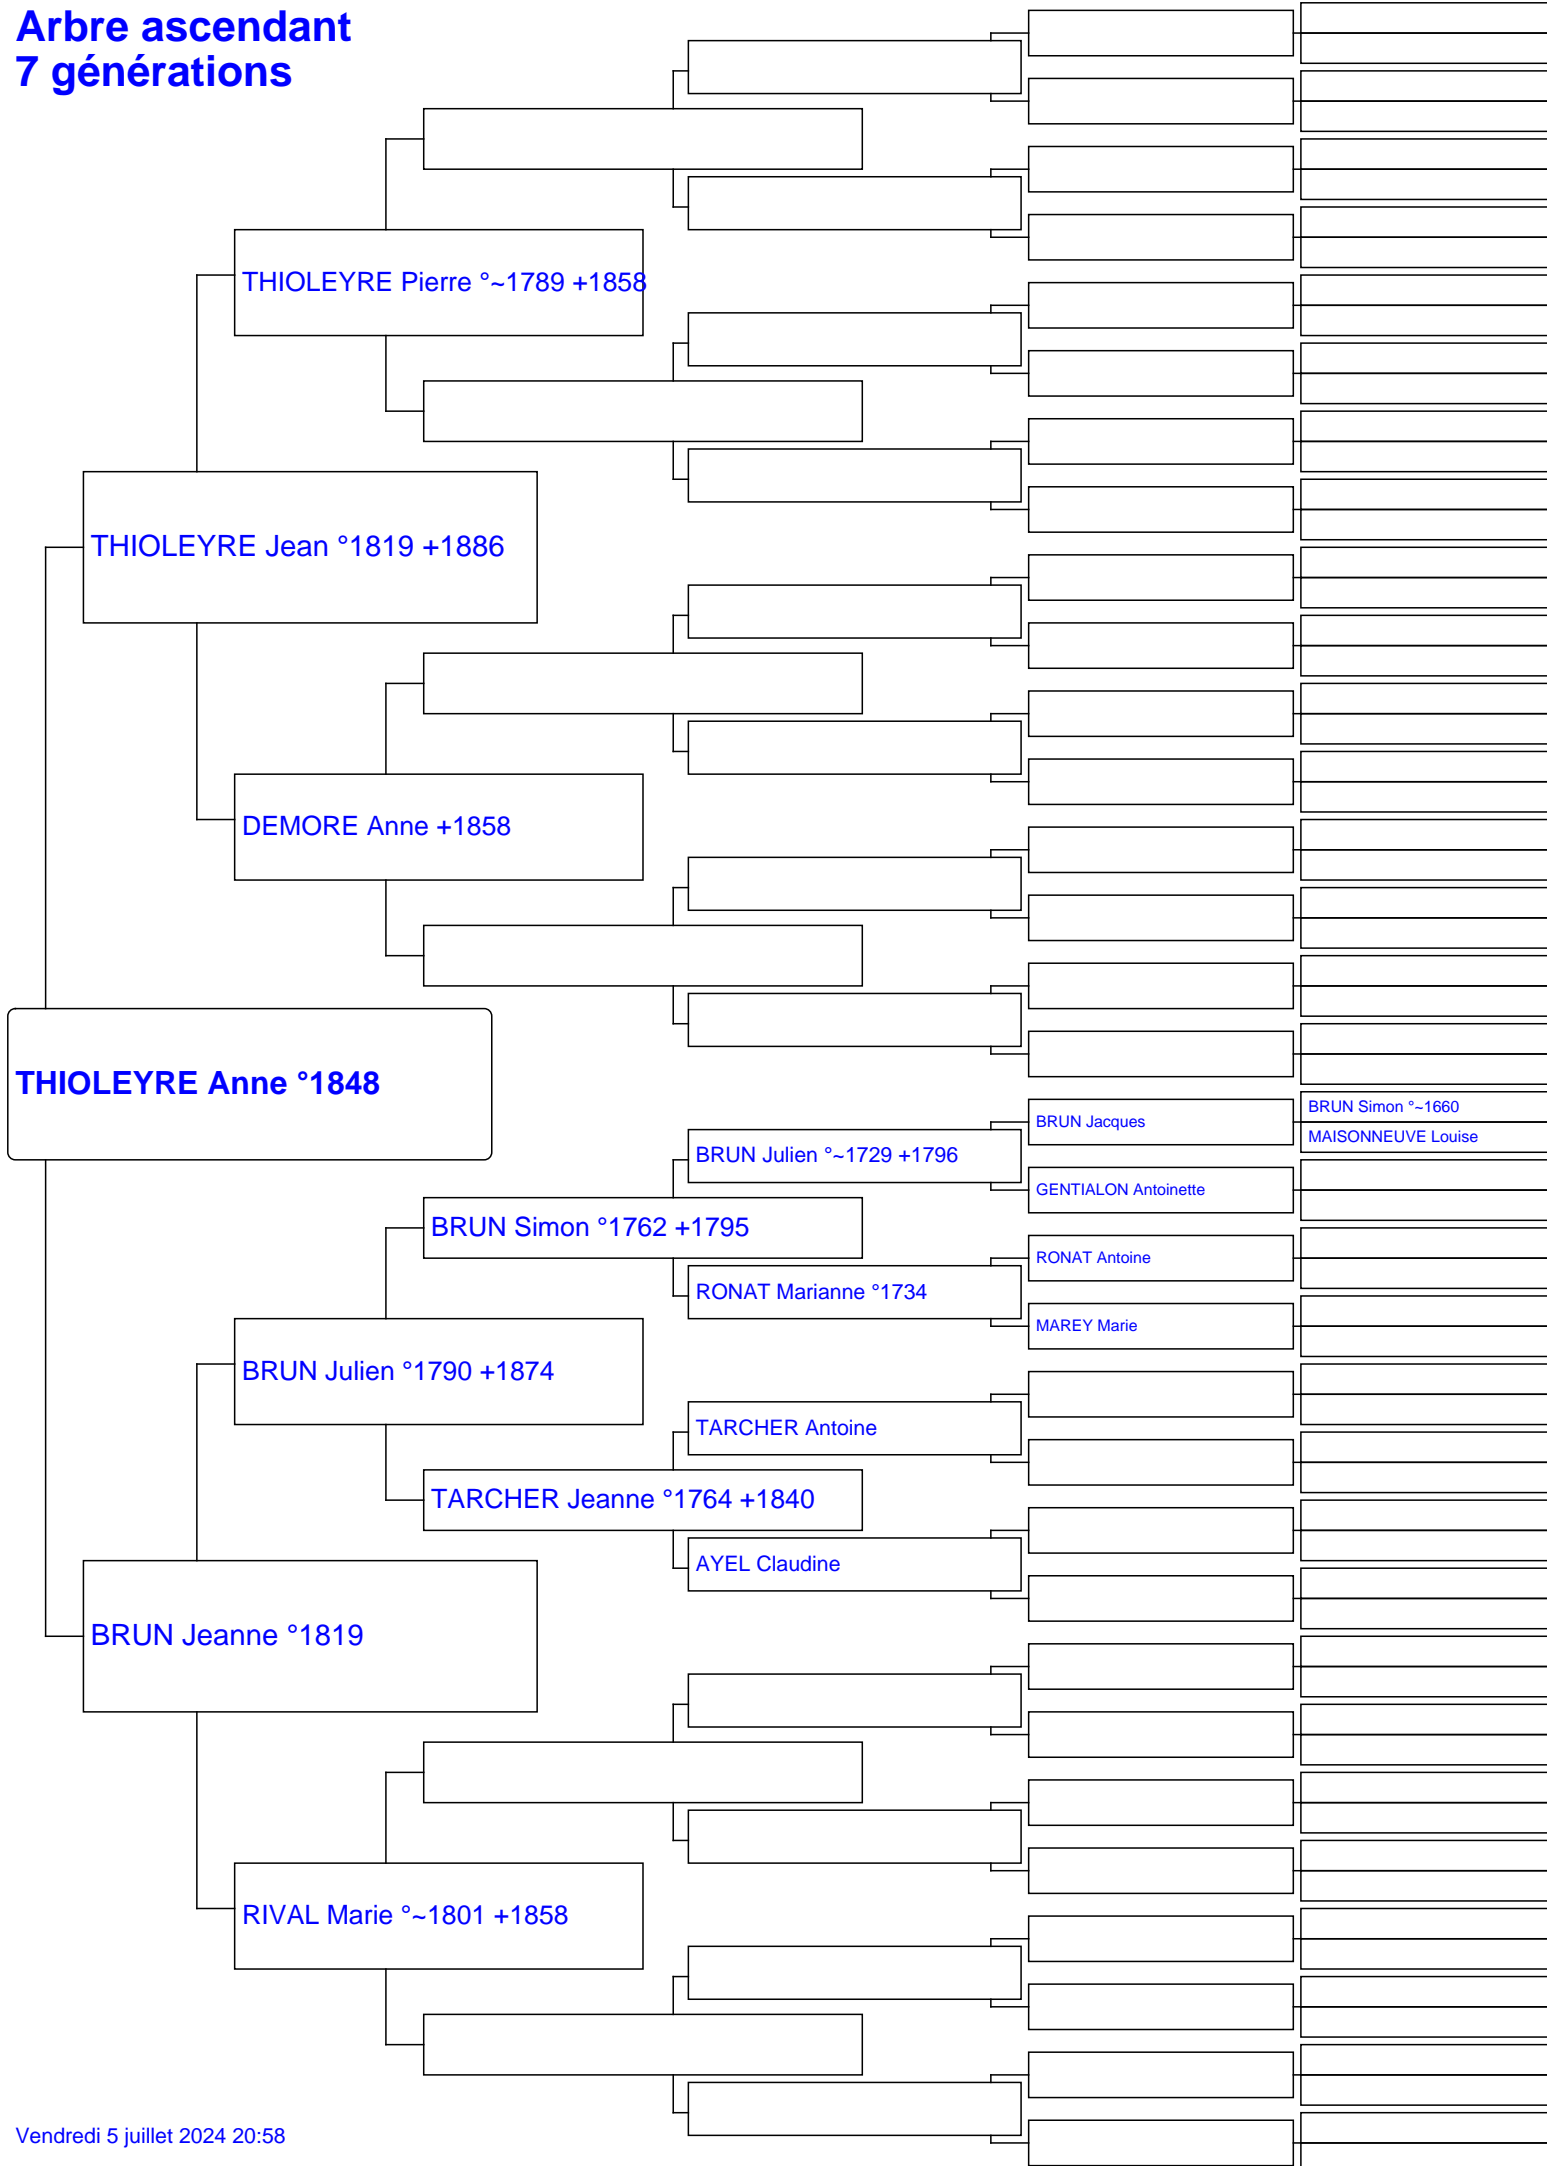 Arbre ascendant
7 générations
THIOLEYRE Pierre °~1789 +1858
THIOLEYRE Jean °1819 +1886
DEMORE Anne +1858
THIOLEYRE Anne °1848
BRUN Simon °~1660
BRUN Jacques
MAISONNEUVE Louise
BRUN Julien °~1729 +1796
GENTIALON Antoinette
BRUN Simon °1762 +1795
RONAT Antoine
RONAT Marianne °1734
MAREY Marie
BRUN Julien °1790 +1874
TARCHER Antoine
TARCHER Jeanne °1764 +1840
AYEL Claudine
BRUN Jeanne °1819
RIVAL Marie °~1801 +1858
Vendredi 5 juillet 2024 20:58